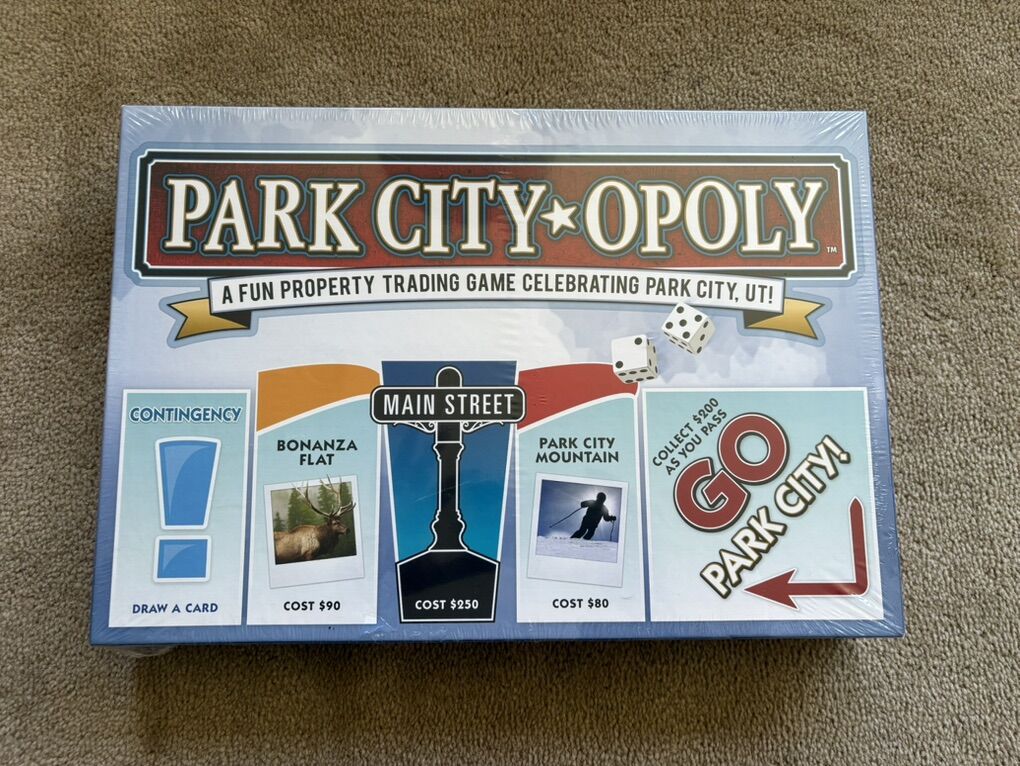 PARK CITY★OPOLY
TM
A FUN PROPERTY TRADING GAME CELEBRATING PARK CITY, UT!
CONTINGENCY
!
DRAW A CARD
BONANZA
FLAT
COST $90
MAIN STREET
COST $250
PARK CITY
MOUNTAIN
COST $80
COLLECT $200
AS YOU PASS
GO
PARK CITY!